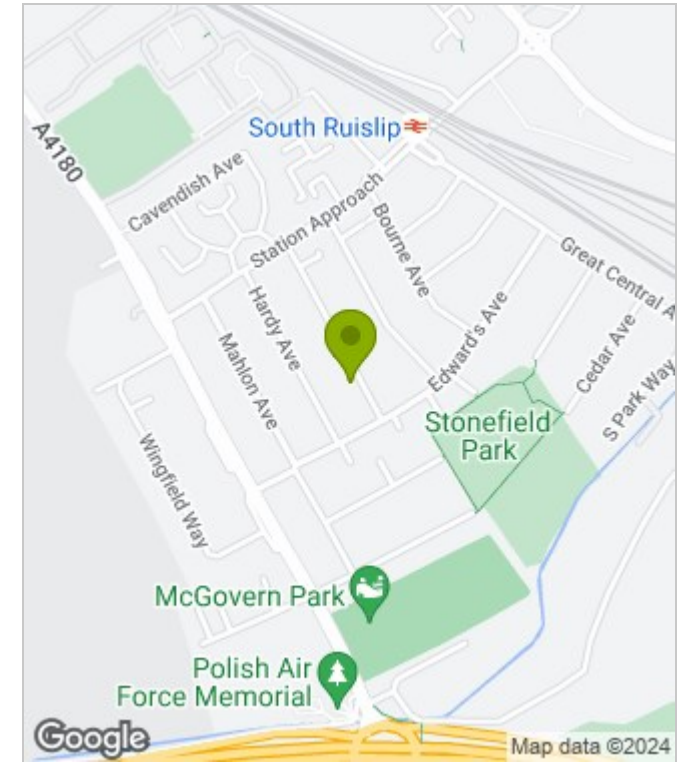 A4180
South Ruislip
Cavendish Ave
Station Approach
Bourne Ave
Great Central A
Hardy Ave
Mahlon Ave
Edward's Ave
Cedar Ave
S Park Way
Stonefield
Park
Wingfield Way
McGovern Park
Polish Air
Force Memorial
Google
Map data ©2024